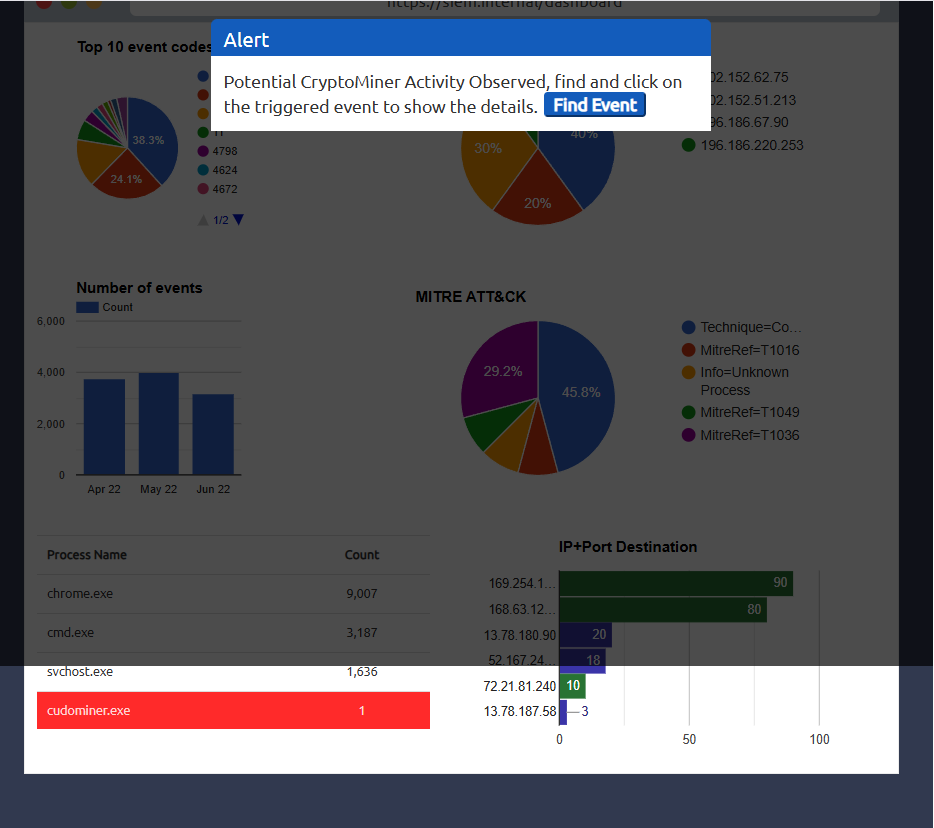 https://siem.internal/dashboard
Alert
Potential CryptoMiner Activity Observed, find and click on
the triggered event to show the details. Find Event
Top 10 event codes
11
4798
4624
4672
1/2
38.3%
24.1%
02.152.62.75
02.152.51.213
196.186.67.90
196.186.220.253
40%
30%
20%
Number of events
Count
6,000
4,000
2,000
0
Apr 22 May 22 Jun 22
MITRE ATT&CK
29.2%
45.8%
Technique=Co...
MitreRef=T1016
Info=Unknown
Process
MitreRef=T1049
MitreRef=T1036
Process Name Count
chrome.exe 9,007
cmd.exe 3,187
svchost.exe 1,636
cudominer.exe 1
IP+Port Destination
169.254.1... 90
168.63.12... 80
13.78.180.90 20
52.167.24... 18
72.21.81.240 10
13.78.187.58 3
0 50 100